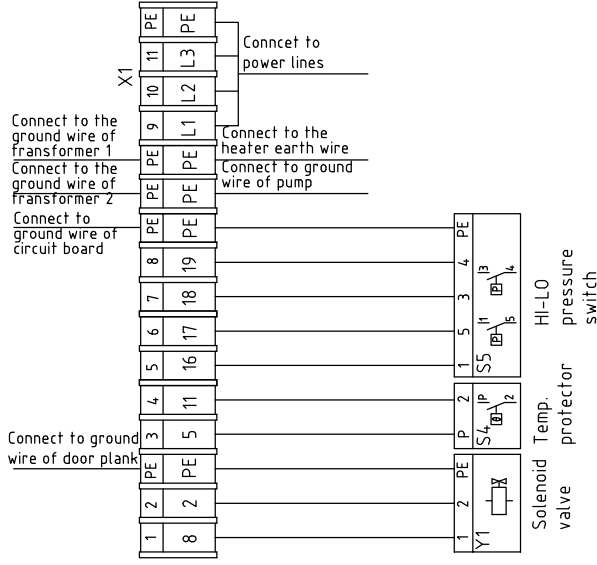 X1
PE PE
11 L3
10 L2
9 L1
PE PE
PE PE
PE PE
8 19
7 18
6 17
5 16
4 11
3 5
PE PE
2 2
1 8
Conncet to
power lines
Connect to the
ground wire of
transformer 1
Connect to the
heater earth wire
Connect to the
ground wire of
transformer 2
Connect to ground
wire of pump
Connect to
ground wire of
circuit board
Connect to ground
wire of door plank
PE
4
3
5
1
S5
3
P
4
1
P
5
HI-LO
pressure
switch
2
P
S4
P
θ
2
Temp.
protector
PE
2
1
Y1
Solenoid
valve